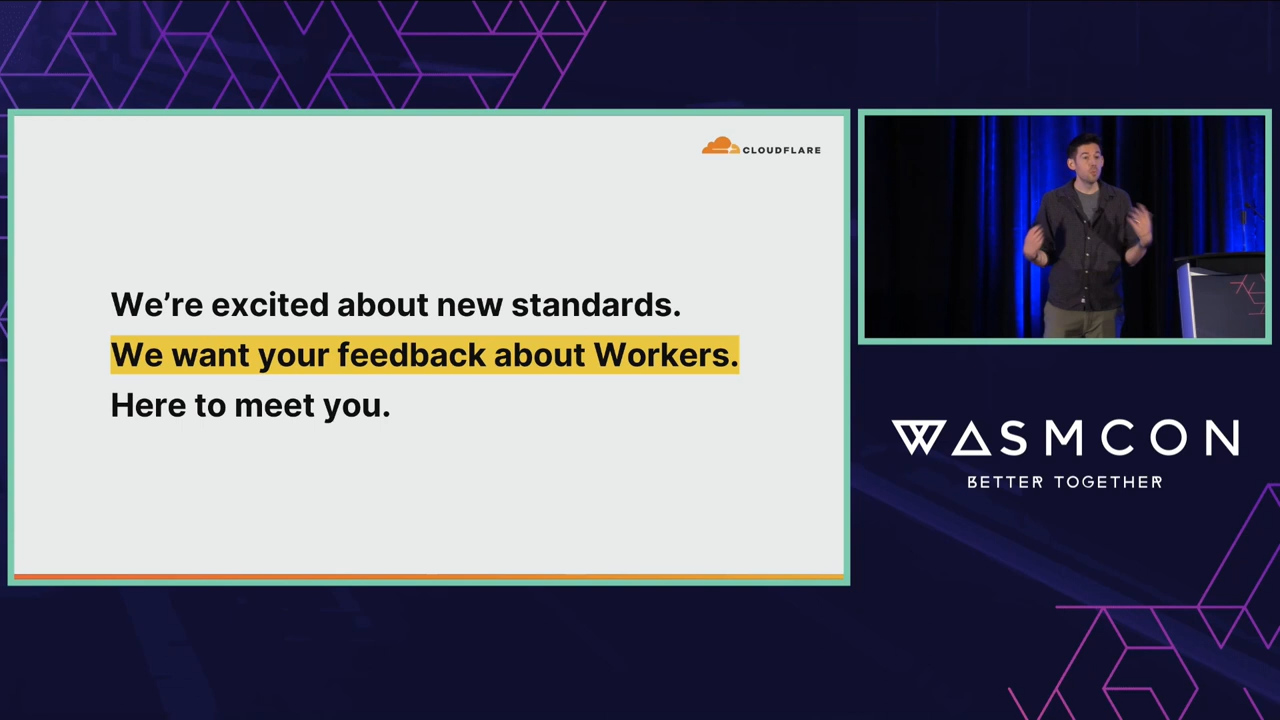 CLOUDFLARE
We’re excited about new standards.
We want your feedback about Workers.
Here to meet you.
WASMCON
BETTER TOGETHER